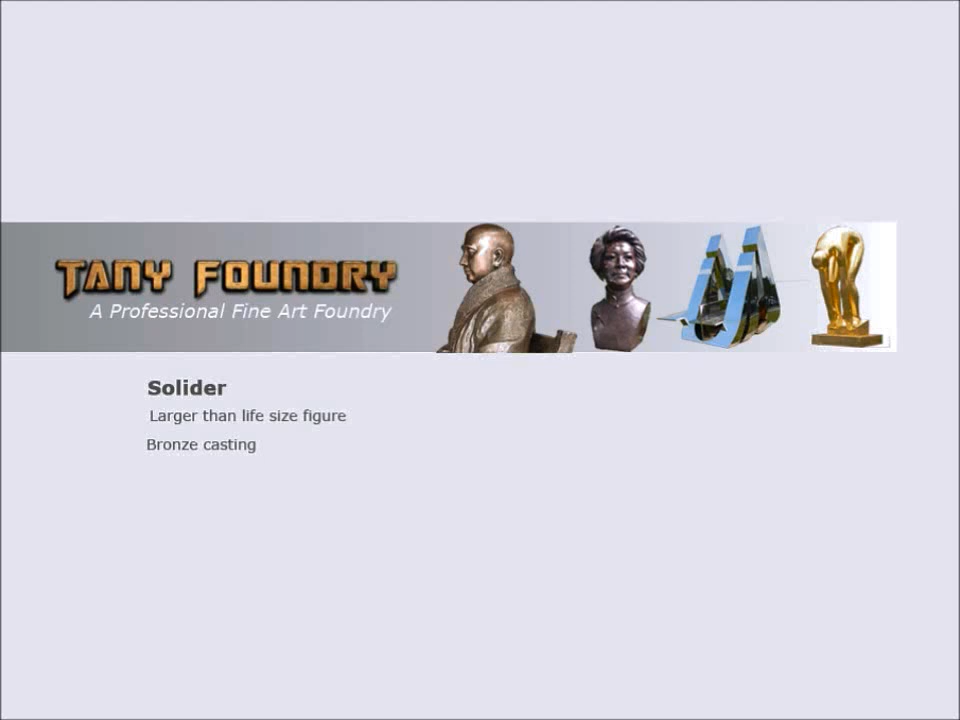 Tany Foundry
A Professional Fine Art Foundry
Solider
Larger than life size figure
Bronze casting